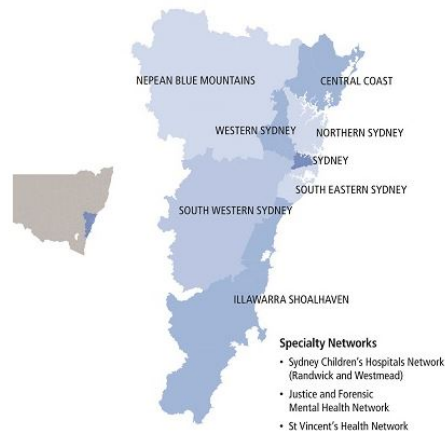 NEPEAN BLUE MOUNTAINS
CENTRAL COAST
WESTERN SYDNEY
NORTHERN SYDNEY
SYDNEY
SOUTH EASTERN SYDNEY
SOUTH WESTERN SYDNEY
ILLAWARRA SHOALHAVEN
Specialty Networks
• Sydney Children's Hospitals Network
(Randwick and Westmead)
• Justice and Forensic
Mental Health Network
• St Vincent's Health Network